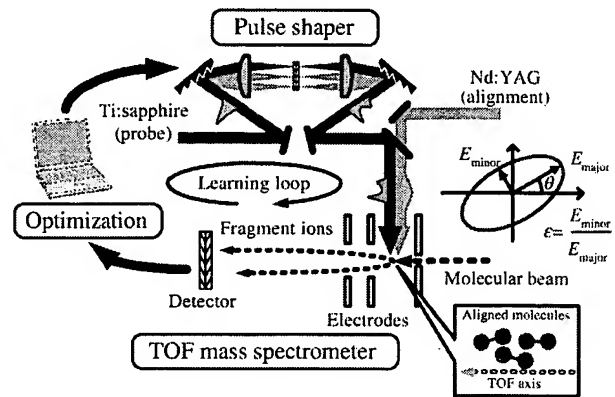 Pulse shaper
Nd:YAG
(alignment)
Ti:sapphire
(probe)
E_minor
E_major
θ
Learning loop
ε= E_minor / E_major
Optimization
Fragment ions
Detector
Molecular beam
Electrodes
Aligned molecules
TOF axis
TOF mass spectrometer